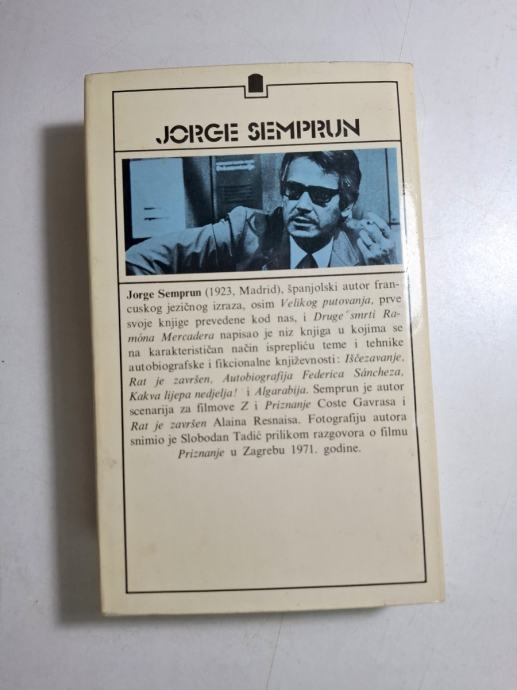 JORGE SEMPRUN
Jorge Semprun (1923, Madrid), španjolski autor fran-
cuskog jezičnog izraza, osim Velikog putovanja, prve
svoje knjige prevedene kod nas, i Druge smrti Ra-
móna Mercadera napisao je niz knjiga u kojima se
na karakterističan način isprepliću teme i tehnike
autobiografske i fikcionalne književnosti: Iščezavanje,
Rat je završen, Autobiografija Federica Sáncheza,
Kakva lijepa nedjelja! i Algarabija. Semprun je autor
scenarija za filmove Z i Priznanje Coste Gavrasa i
Rat je završen Alaina Resnaisa. Fotografiju autora
snimio je Slobodan Tadić prilikom razgovora o filmu
Priznanje u Zagrebu 1971. godine.